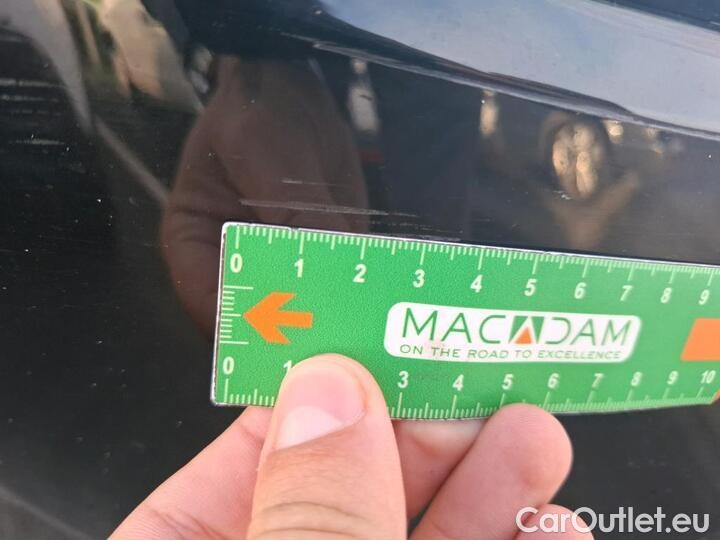 0 1 2 3 4 5 6 7 8 9
MACADAM
ON THE ROAD TO EXCELLENCE
0 1 3 4 5 6 7 8 9 10
CarOutlet.eu